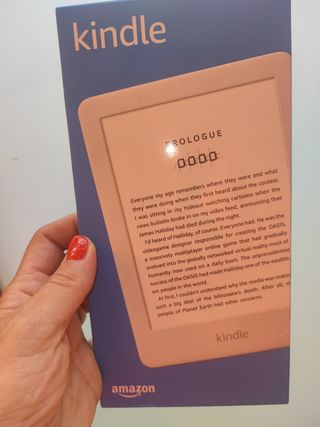 kindle
PROLOGUE
0000
Everyone my age remembers where they were and what
they were doing when they first heard about the contest.
I was sitting in my hideout watching cartoons when the
news bulletin broke in on my video feed, announcing that
James Halliday had died during the night.
I'd heard of Halliday, of course. Everyone had. He was the
videogame designer responsible for creating the OASIS,
a massively multiplayer online game that had gradually
evolved into the globally networked virtual reality most of
humanity now used on a daily basis. The unprecedented
success of the OASIS had made Halliday one of the wealthi-
est people in the world.
At first, I couldn't understand why the media was making
such a big deal of the billionaire's death. After all, the
people of Planet Earth had other concerns.
kindle
amazon